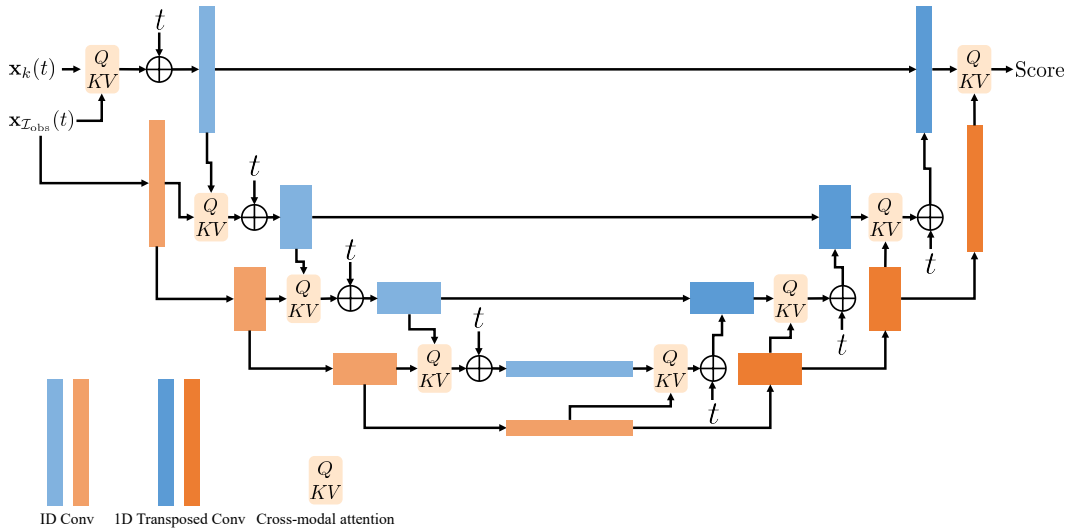 t
𝐱_k(t)
Q
KV
Q
KV
Score
𝐱_{ℐ_obs}(t)
t
Q
KV
Q
KV
t
t
Q
KV
Q
KV
t
t
Q
KV
Q
KV
t
Q
KV
ID Conv
1D Transposed Conv
Cross-modal attention